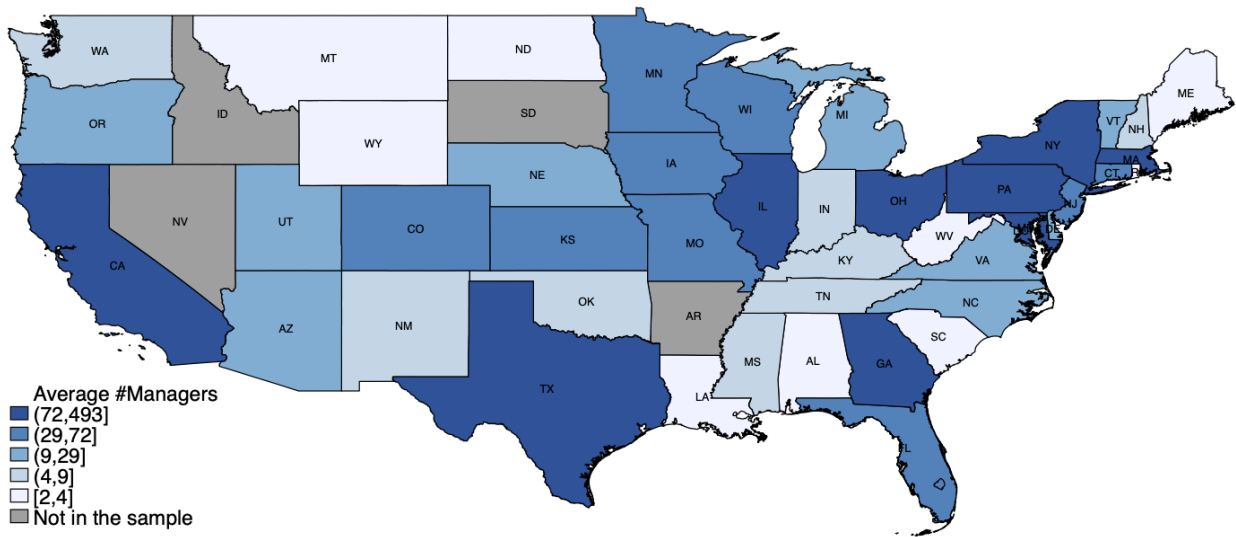 WA
MT
ND
MN
ME
ID
SD
WI
MI
VT
NH
OR
WY
NY
MA
IA
CT
PA
NE
NJ
NV
UT
CO
IL
IN
OH
KS
MO
WV
DE
CA
KY
VA
AZ
NM
OK
TN
NC
AR
SC
MS
AL
GA
TX
LA
FL
Average #Managers
(72,493]
(29,72]
(9,29]
(4,9]
[2,4]
Not in the sample